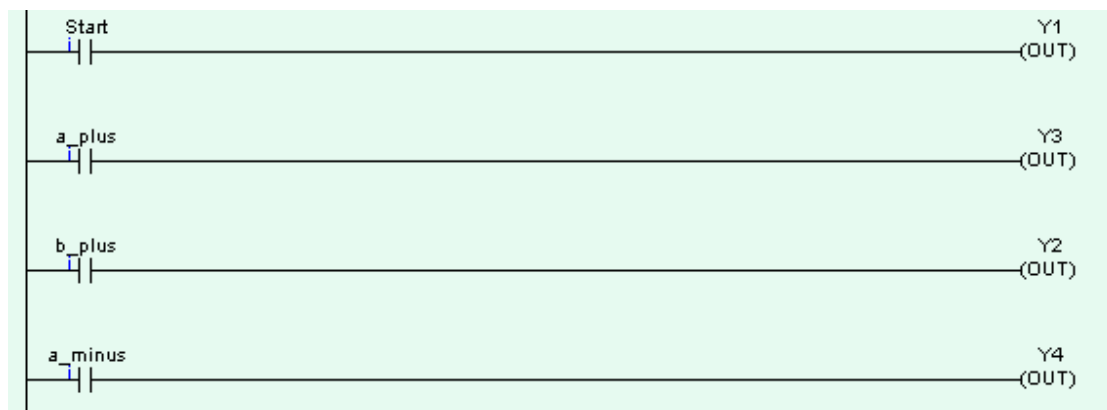 Start Y1
i (OUT)
a_plus Y3
i (OUT)
b_plus Y2
i (OUT)
a_minus Y4
i (OUT)